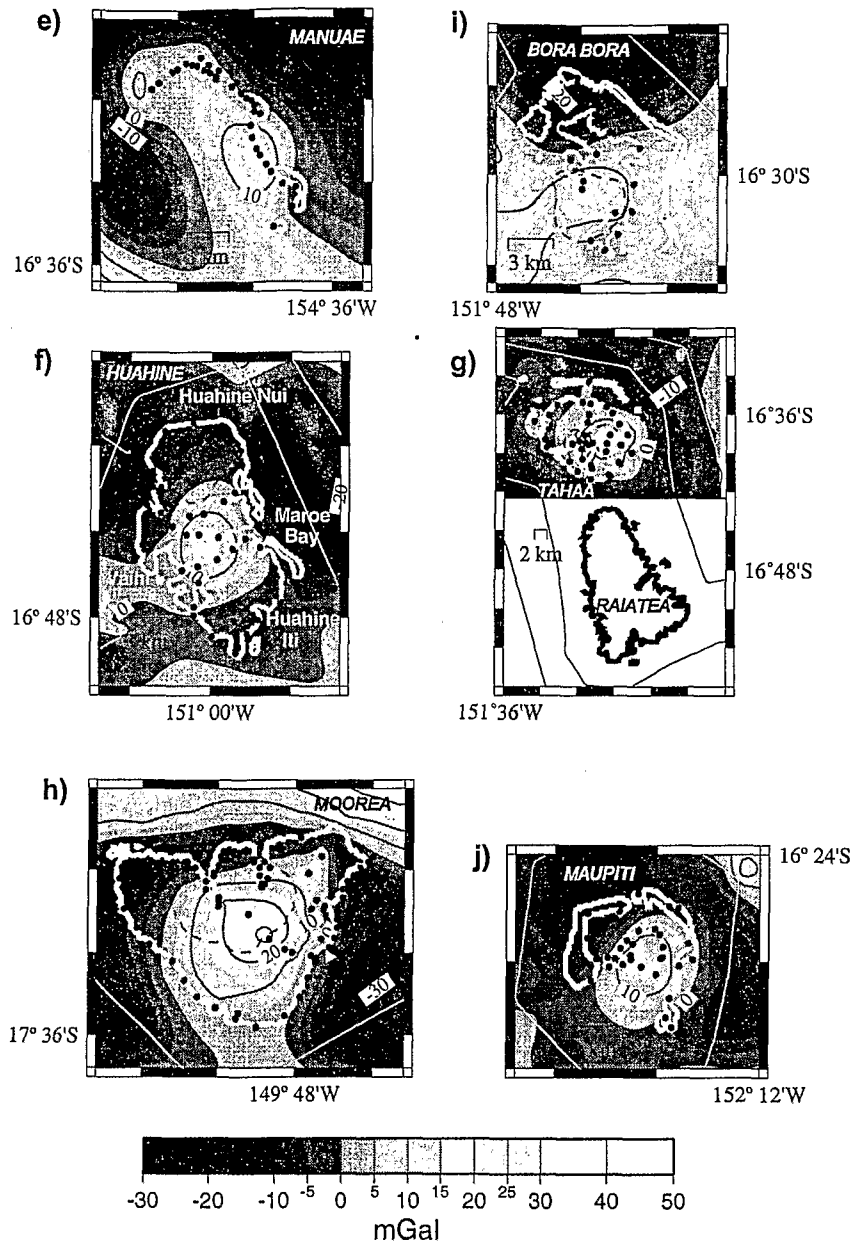 e)
MANUAE
0
-10
10
16° 36'S
154° 36'W
i)
BORA BORA
20
3 km
16° 30'S
151° 48'W
f)
HUAHINE
Huahine Nui
Maroe
Bay
Huahine
Iti
16° 48'S
151° 00'W
g)
-10
0
TAHAA
2 km
RAIATEA
16° 36'S
16° 48'S
151° 36'W
h)
MOOREA
10
0
20
-30
17° 36'S
149° 48'W
j)
MAUPITI
10
16° 24'S
152° 12'W
-30 -20 -10 -5 0 5 10 15 20 25 30 40 50
mGal